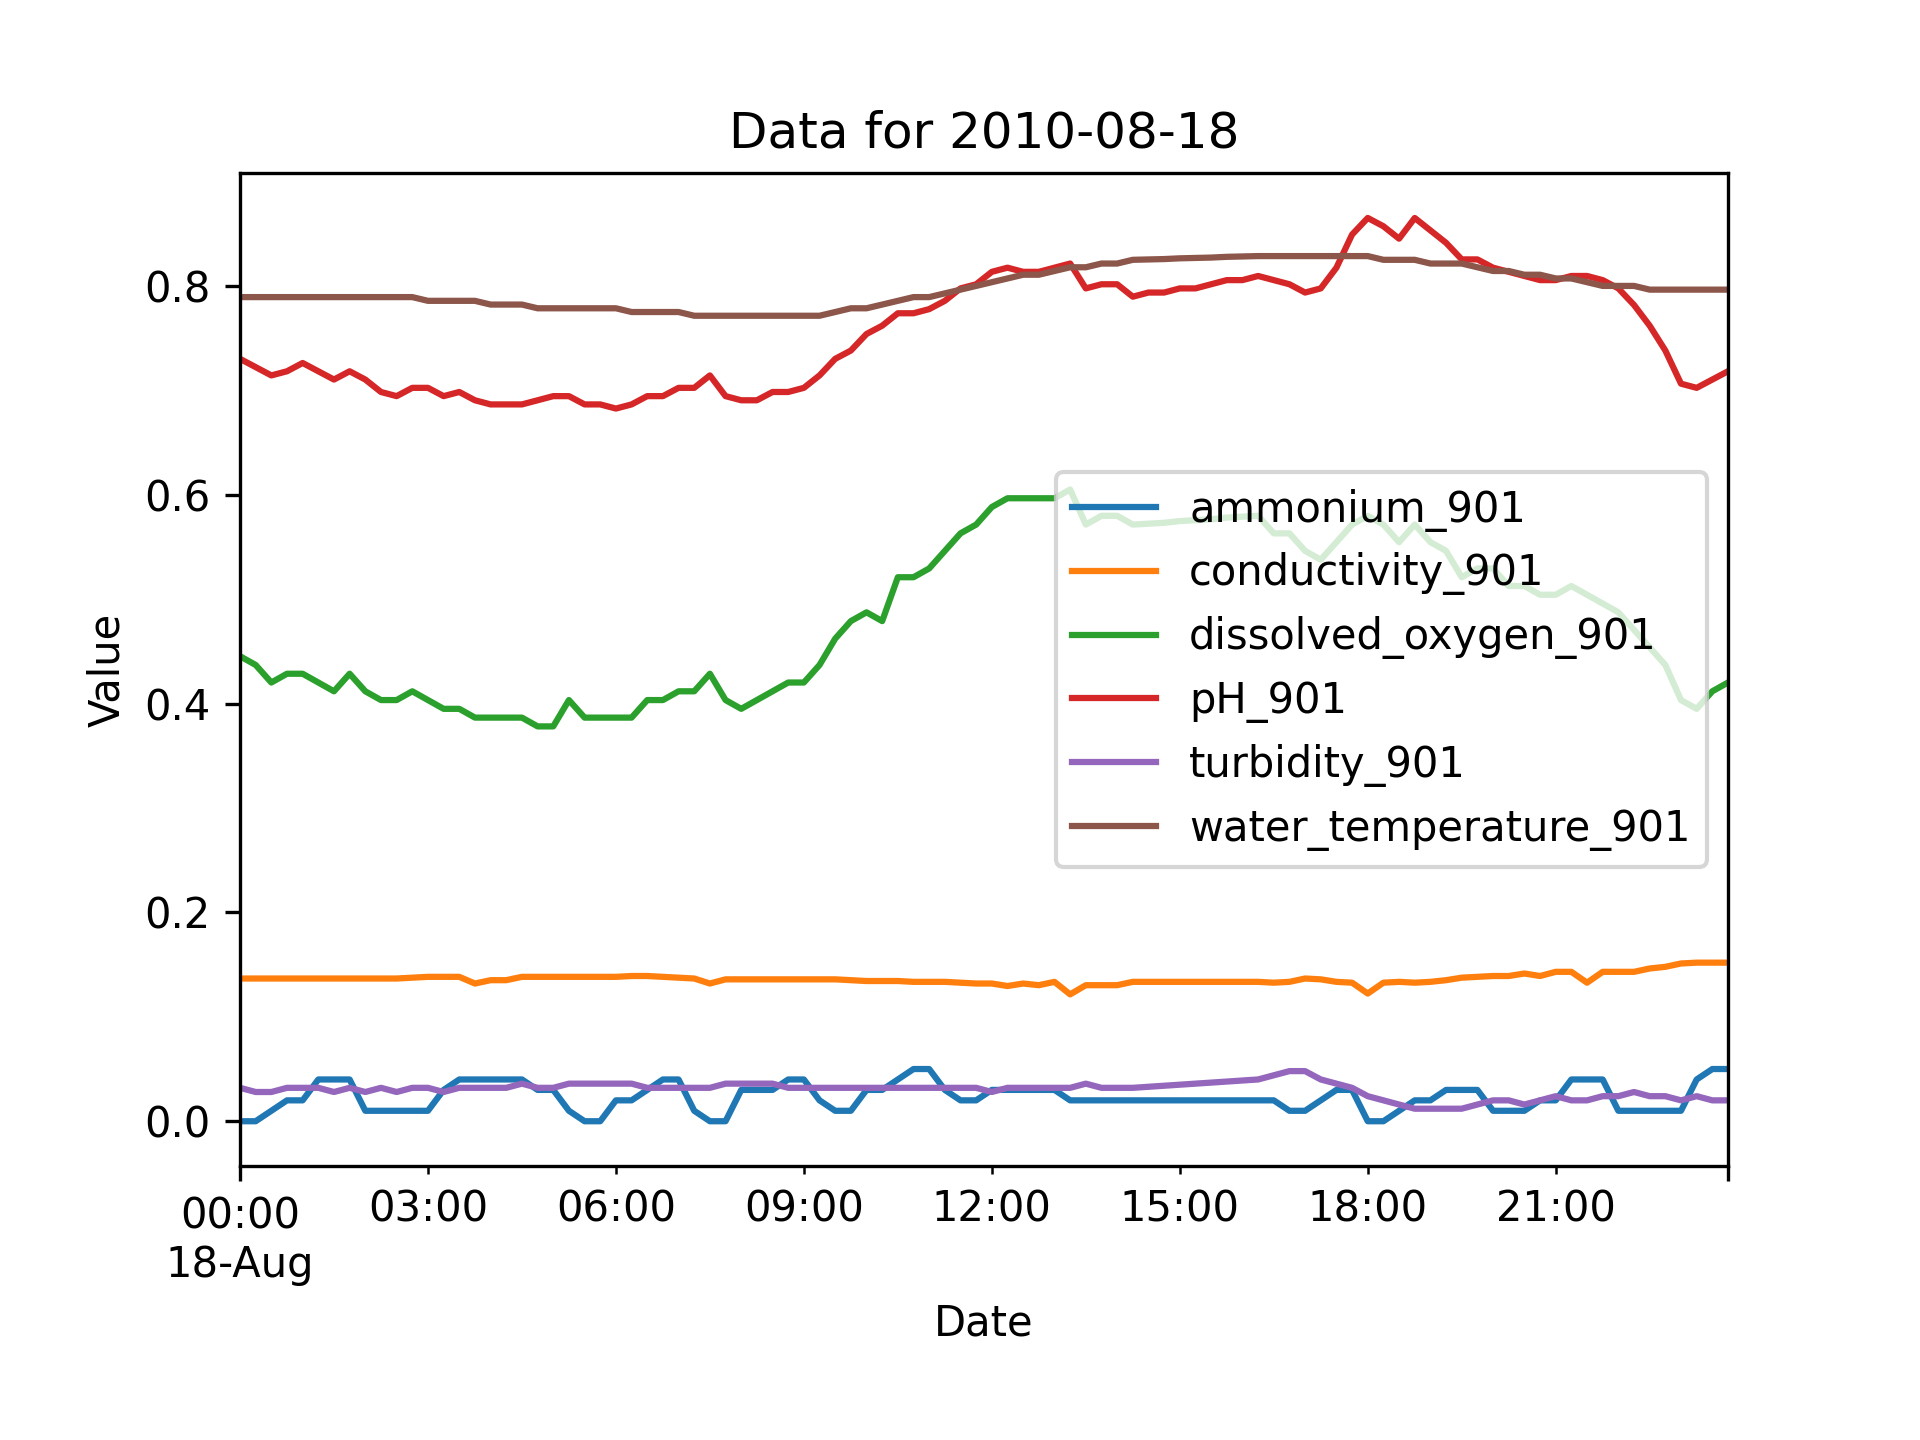 Data for 2010-08-18
Value
0.8
0.6
0.4
0.2
0.0
ammonium_901
conductivity_901
dissolved_oxygen_901
pH_901
turbidity_901
water_temperature_901
00:00 03:00 06:00 09:00 12:00 15:00 18:00 21:00
18-Aug
Date